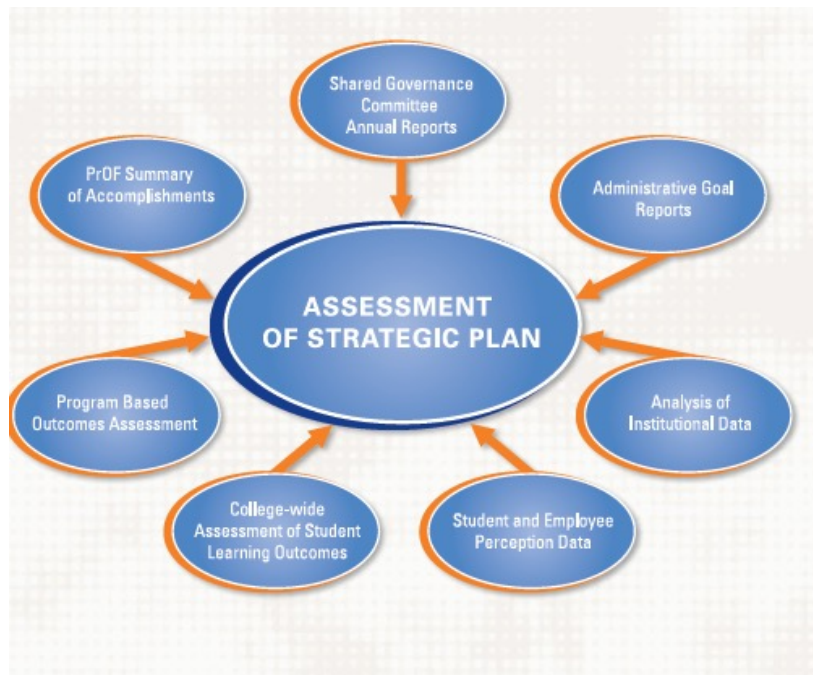 Shared Governance
Committee
Annual Reports
PrOF Summary
of Accomplishments
Administrative Goal
Reports
ASSESSMENT
OF STRATEGIC PLAN
Program Based
Outcomes Assessment
Analysis of
Institutional Data
College-wide
Assessment of Student
Learning Outcomes
Student and Employee
Perception Data